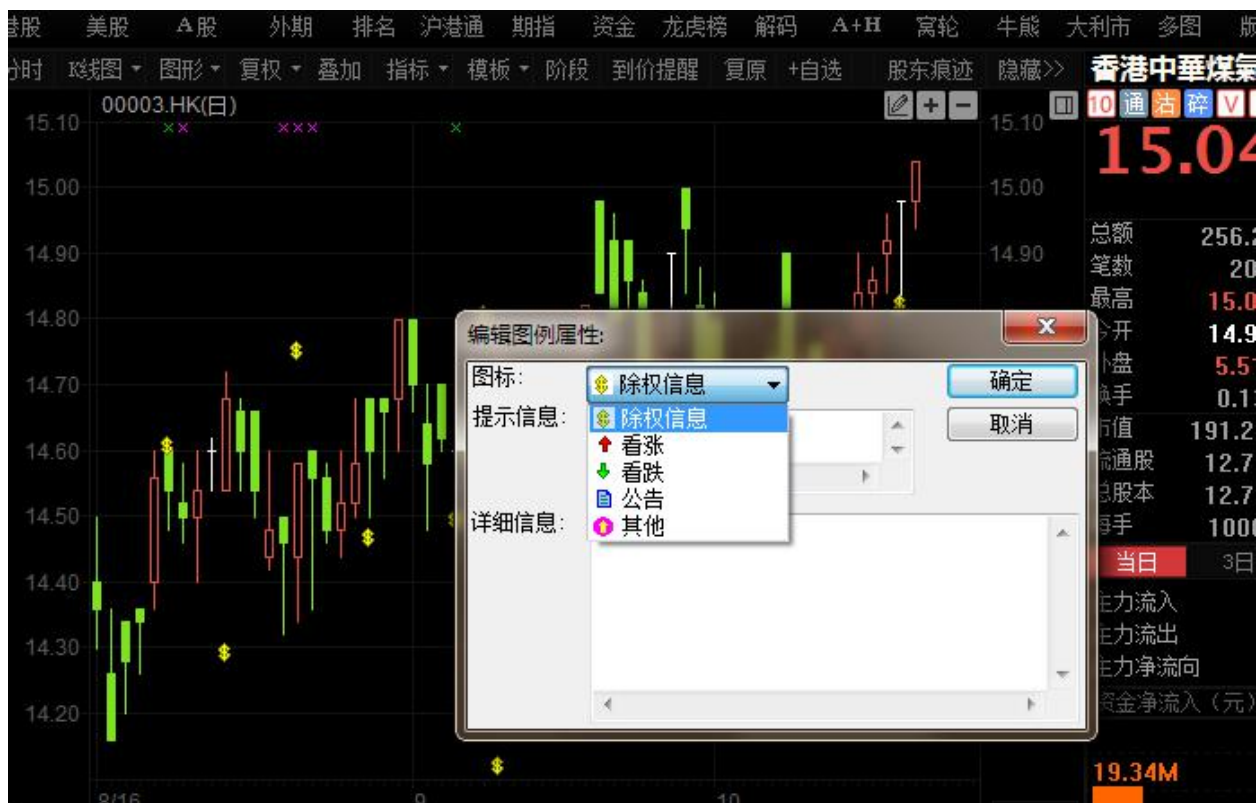 股 美股 A股 外期 排名 沪港通 期指 资金 龙虎榜 解码 A+H 窝轮 牛熊 大利市 多图 版
分时 K线图 图形 复权 叠加 指标 模板 阶段 到价提醒 复原 +自选 股东痕迹 隐藏>> 香港中華煤氣
00003.HK(日)
10 通 沽 碎 V
15.10 15.10
15.04
15.00 15.00
总额 256.2
14.90 14.90
笔数 20
最高 15.0
14.80
编辑图例属性:
今开 14.9
外盘 5.51
图标: 除权信息 确定
14.70
换手 0.13
提示信息: 除权信息 取消
市值 191.2
看涨
14.60
看跌
流通股 12.7
公告
总股本 12.7
14.50
详细信息: 其他
每手 1000
当日 3日
14.40
主力流入
主力流出
14.30
主力净流向
资金净流入（元）
14.20
19.34M
8/16 9 10